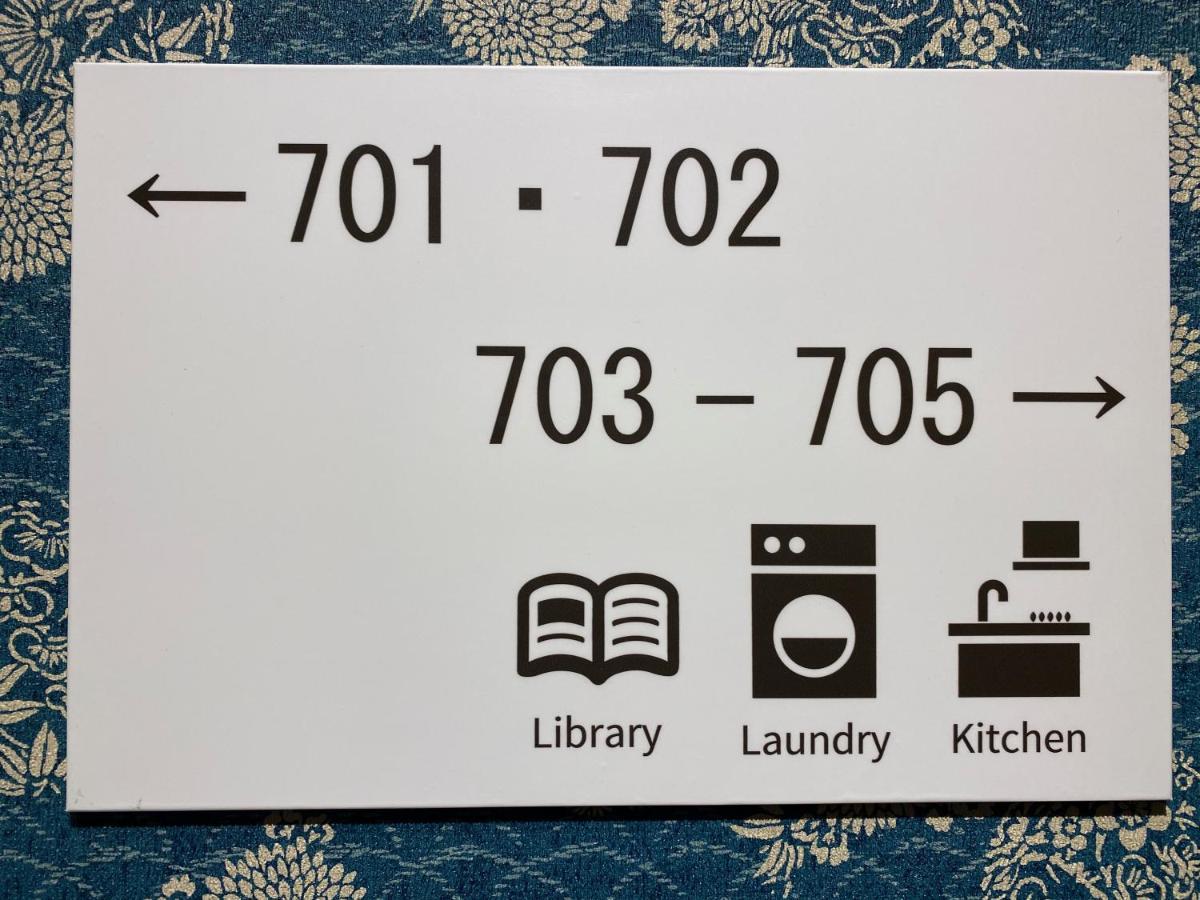 ← 701 ▪ 702
703 − 705 →
Library Laundry Kitchen